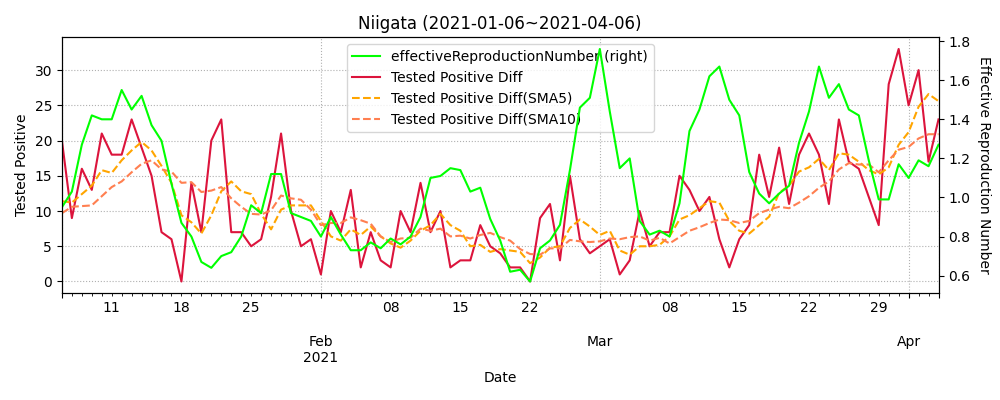 Niigata (2021-01-06~2021-04-06)
effectiveReproductionNumber (right)
Tested Positive Diff
Tested Positive Diff(SMA5)
Tested Positive Diff(SMA10)
Tested Positive
30
25
20
15
10
5
0
1.8
1.6
1.4
1.2
1.0
0.8
0.6
Effective Reproduction Number
11 18 25 08 15 22 08 15 22 29
Feb Mar Apr
2021
Date